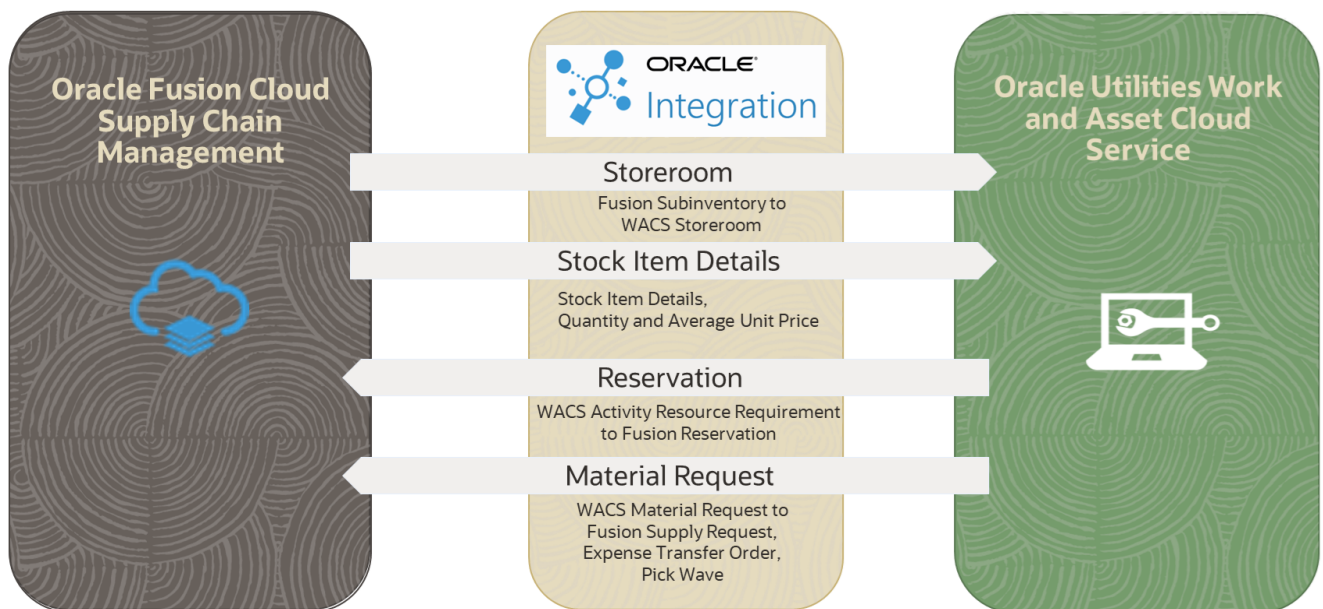 Oracle Fusion Cloud
Supply Chain
Management
ORACLE
Integration
Oracle Utilities Work
and Asset Cloud
Service
Storeroom
Fusion Subinventory to
WACS Storeroom
Stock Item Details
Stock Item Details,
Quantity and Average Unit Price
Reservation
WACS Activity Resource Requirement
to Fusion Reservation
Material Request
WACS Material Request to
Fusion Supply Request,
Expense Transfer Order,
Pick Wave